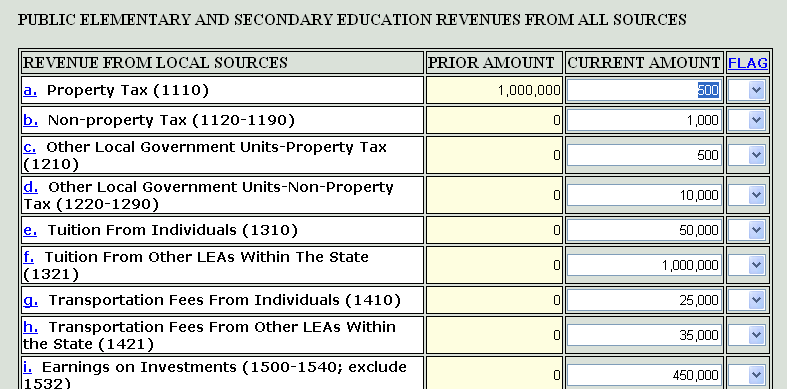 PUBLIC ELEMENTARY AND SECONDARY EDUCATION REVENUES FROM ALL SOURCES
REVENUE FROM LOCAL SOURCES PRIOR AMOUNT CURRENT AMOUNT FLAG
a. Property Tax (1110) 1,000,000 500
b. Non-property Tax (1120-1190) 0 1,000
c. Other Local Government Units-Property Tax
(1210) 0 500
d. Other Local Government Units-Non-Property
Tax (1220-1290) 0 10,000
e. Tuition From Individuals (1310) 0 50,000
f. Tuition From Other LEAs Within The State
(1321) 0 1,000,000
g. Transportation Fees From Individuals (1410) 0 25,000
h. Transportation Fees From Other LEAs Within
the State (1421) 0 35,000
i. Earnings on Investments (1500-1540; exclude
1532) 0 450,000